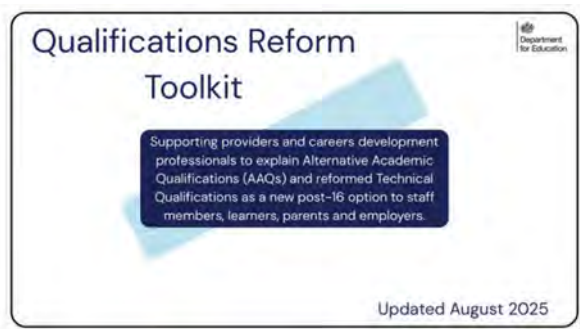 Qualifications Reform
Toolkit
Department
for Education
Supporting providers and careers development
professionals to explain Alternative Academic
Qualifications (AAQs) and reformed Technical
Qualifications as a new post-16 option to staff
members, learners, parents and employers.
Updated August 2025